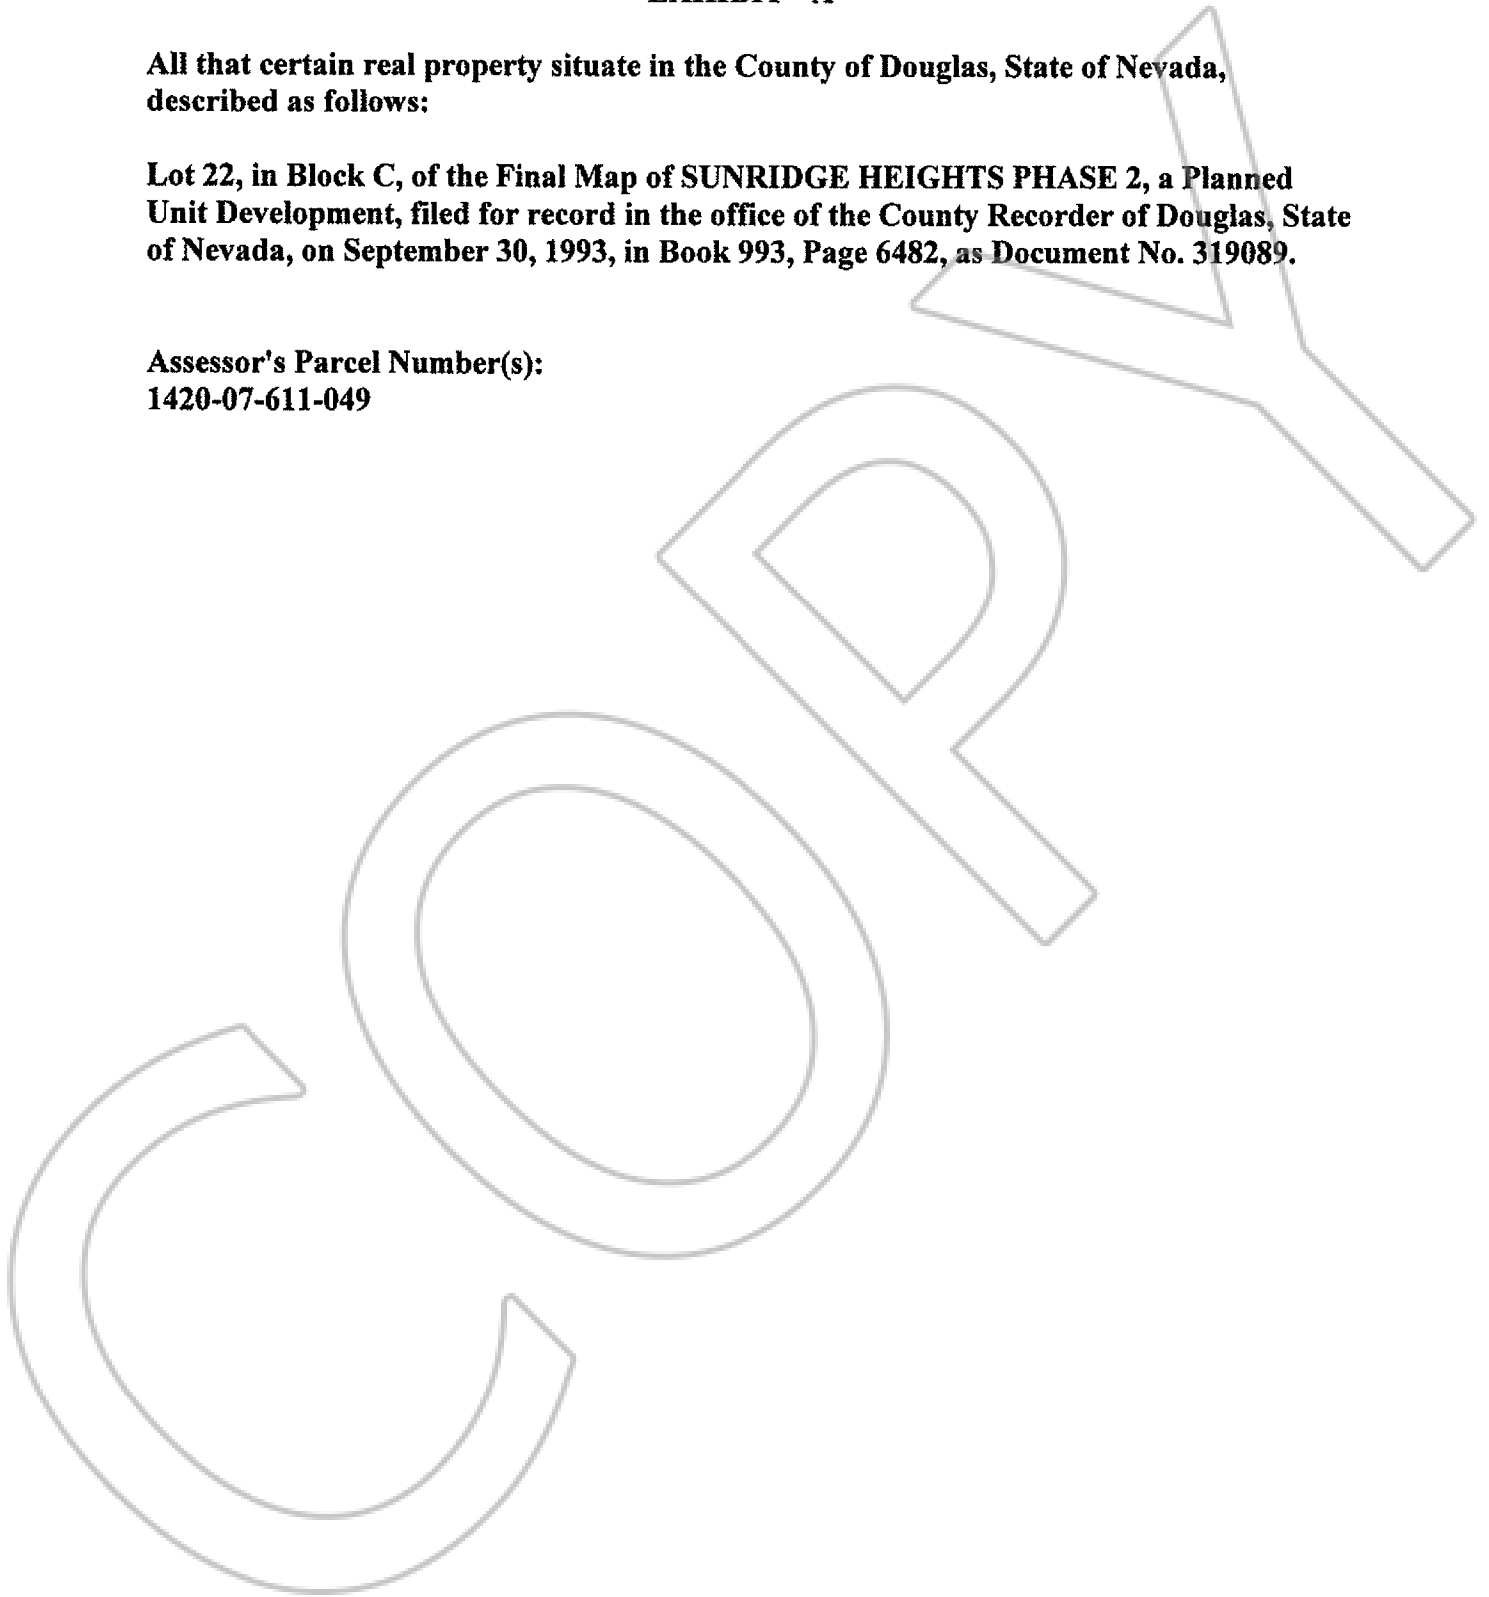 All that certain real property situate in the County of Douglas, State of Nevada,
described as follows:
Lot 22, in Block C, of the Final Map of SUNRIDGE HEIGHTS PHASE 2, a Planned
Unit Development, filed for record in the office of the County Recorder of Douglas, State
of Nevada, on September 30, 1993, in Book 993, Page 6482, as Document No. 319089.
Assessor's Parcel Number(s):
1420-07-611-049
COPY